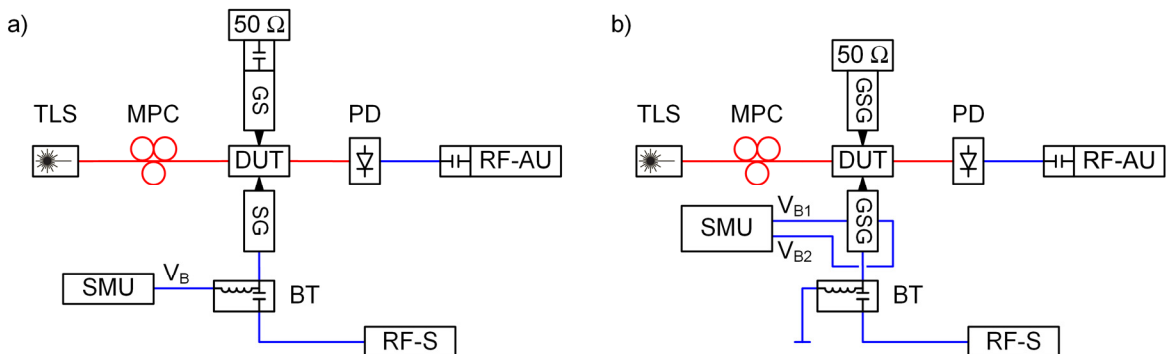 a)
50 Ω
GS
TLS
MPC
PD
DUT
RF-AU
SG
V_B
SMU
BT
RF-S
b)
50 Ω
GSG
TLS
MPC
PD
DUT
RF-AU
V_B1
GSG
SMU
V_B2
BT
RF-S